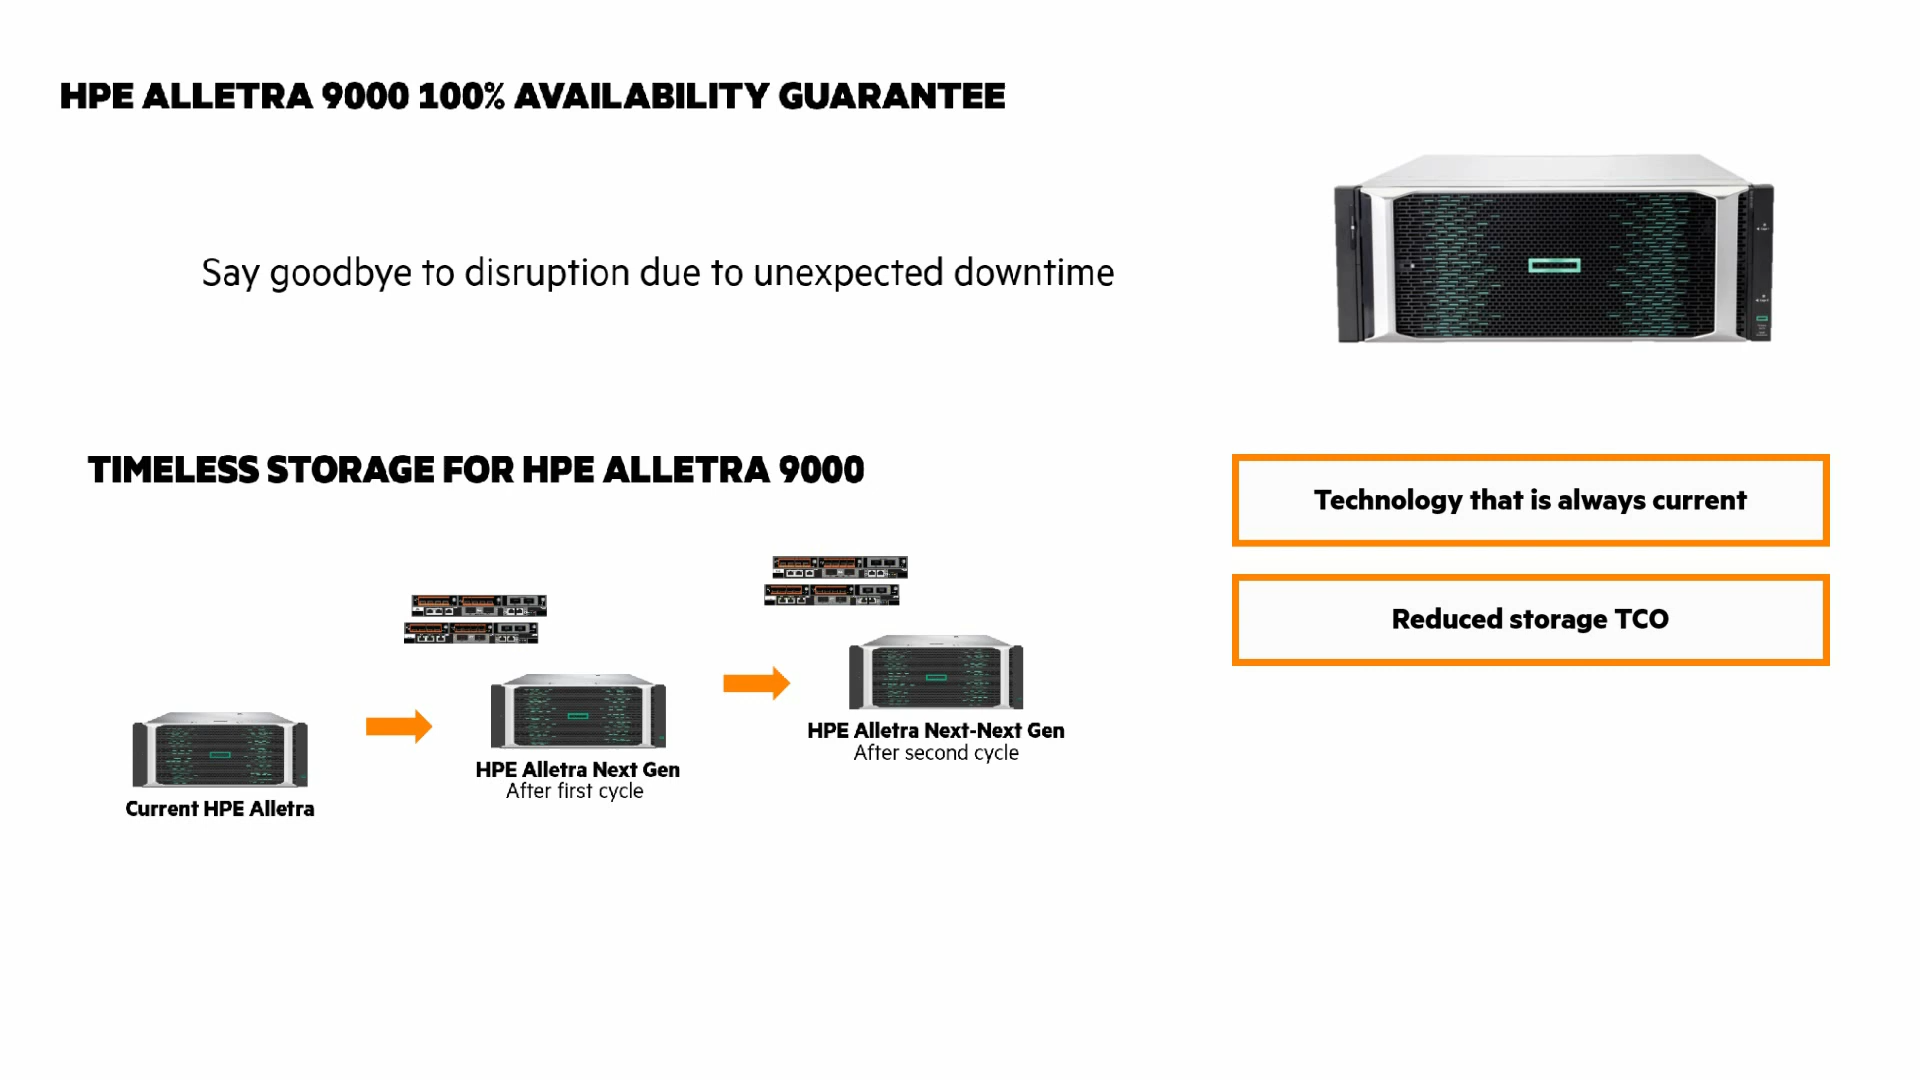 HPE ALLETRA 9000 100% AVAILABILITY GUARANTEE
Say goodbye to disruption due to unexpected downtime
TIMELESS STORAGE FOR HPE ALLETRA 9000
Technology that is always current
Reduced storage TCO
Current HPE Alletra
HPE Alletra Next Gen
After first cycle
HPE Alletra Next-Next Gen
After second cycle